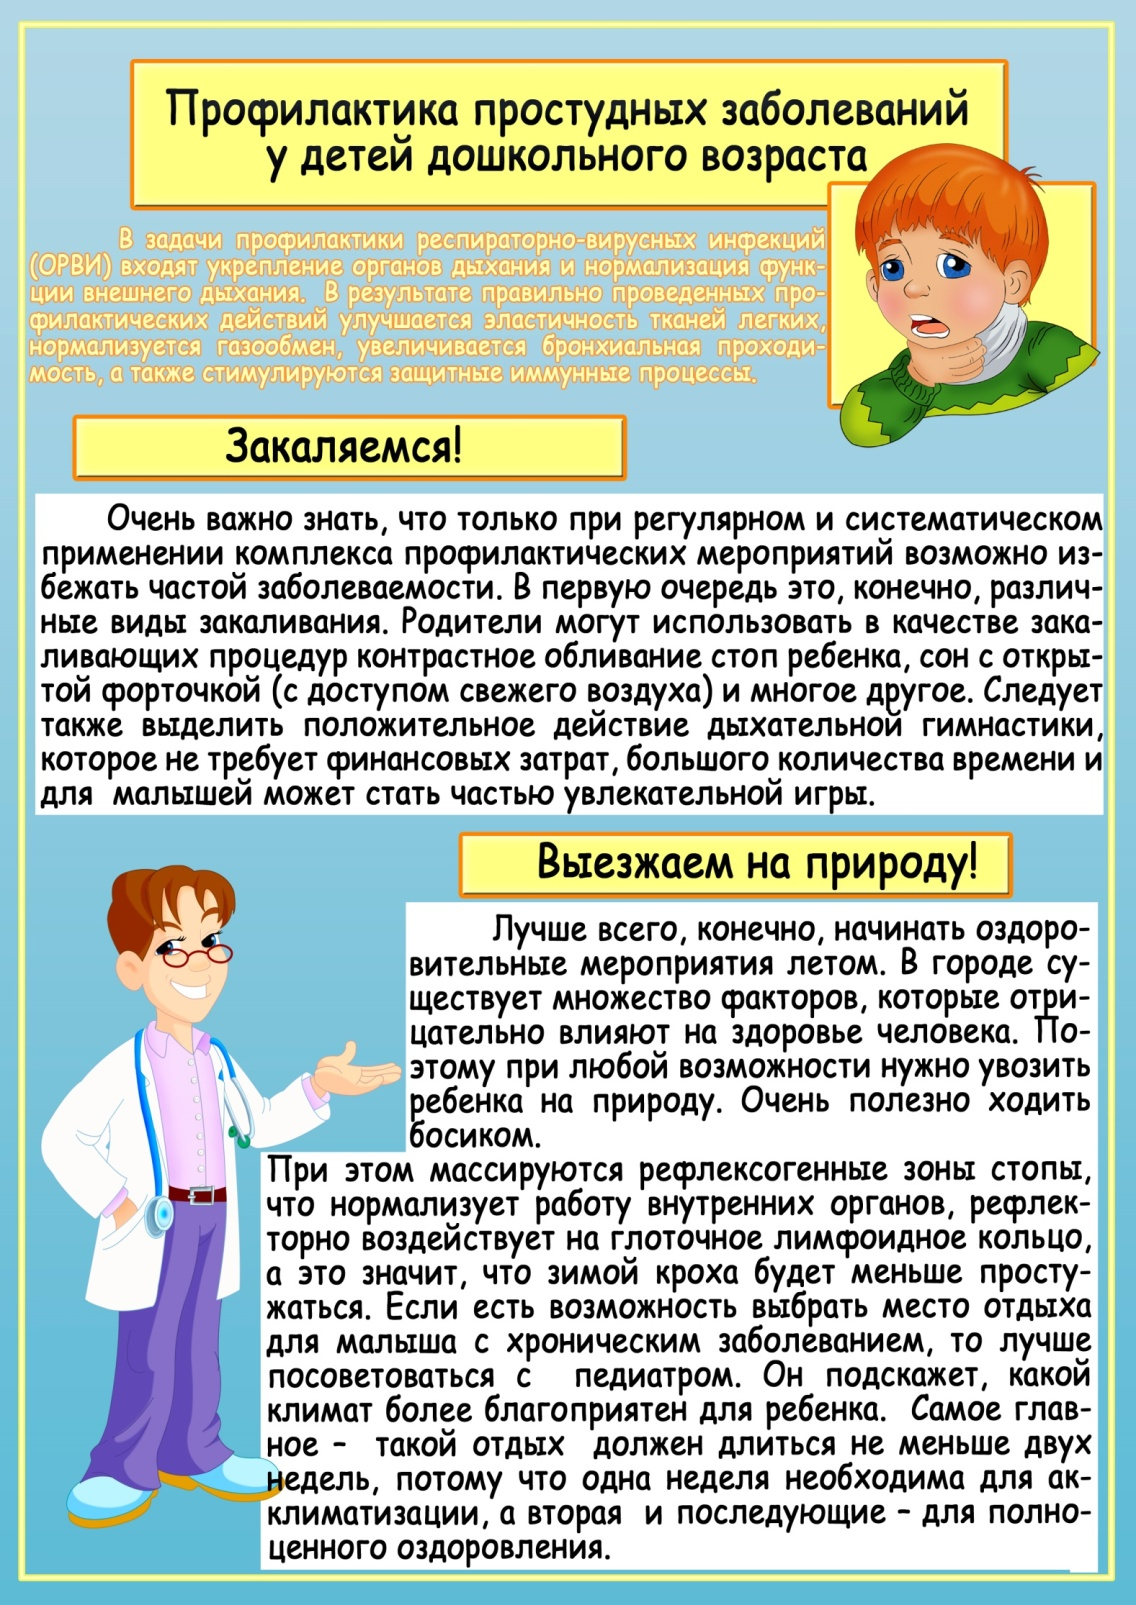 Профилактика простудных заболеваний
у детей дошкольного возраста
В задачи профилактики респираторно-вирусных инфекций
(ОРВИ) входят укрепление органов дыхания и нормализация функ-
ции внешнего дыхания. В результате правильно проведенных про-
филактических действий улучшается эластичность тканей легких,
нормализуется газообмен, увеличивается бронхиальная проходи-
мость, а также стимулируются защитные иммунные процессы.
Закаляемся!
Очень важно знать, что только при регулярном и систематическом
применении комплекса профилактических мероприятий возможно из-
бежать частой заболеваемости. В первую очередь это, конечно, различ-
ные виды закаливания. Родители могут использовать в качестве зака-
ливающих процедур контрастное обливание стоп ребенка, сон с откры-
той форточкой (с доступом свежего воздуха) и многое другое. Следует
также выделить положительное действие дыхательной гимнастики,
которое не требует финансовых затрат, большого количества времени и
для малышей может стать частью увлекательной игры.
Выезжаем на природу!
Лучше всего, конечно, начинать оздоро-
вительные мероприятия летом. В городе су-
ществует множество факторов, которые отри-
цательно влияют на здоровье человека. По-
этому при любой возможности нужно увозить
ребенка на природу. Очень полезно ходить
босиком.
При этом массируются рефлексогенные зоны стопы,
что нормализует работу внутренних органов, рефлек-
торно воздействует на глоточное лимфоидное кольцо,
а это значит, что зимой кроха будет меньше просту-
жаться. Если есть возможность выбрать место отдыха
для малыша с хроническим заболеванием, то лучше
посоветоваться с педиатром. Он подскажет, какой
климат более благоприятен для ребенка. Самое глав-
ное – такой отдых должен длиться не меньше двух
недель, потому что одна неделя необходима для ак-
климатизации, а вторая и последующие – для полно-
ценного оздоровления.